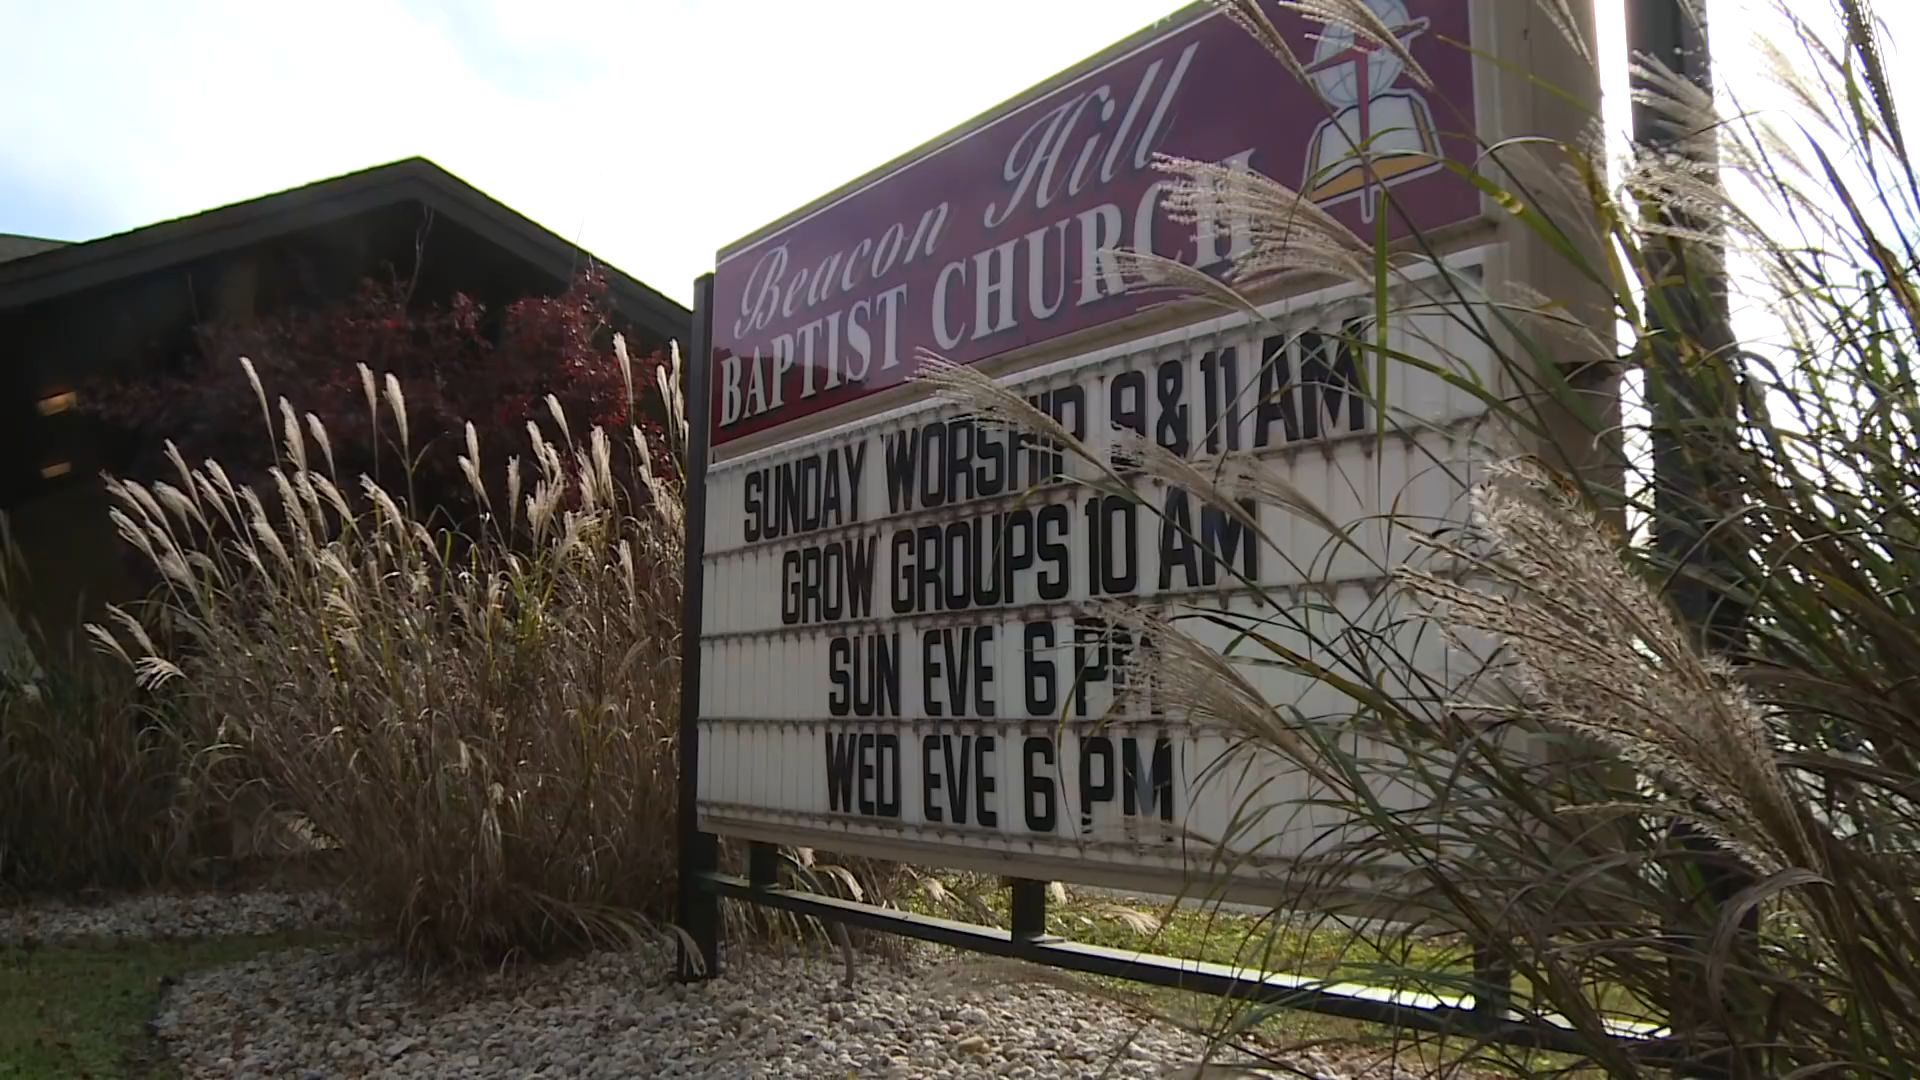 Beacon Hill
BAPTIST CHURCH
SUNDAY WORSHIP 9 & 11 AM
GROW GROUPS 10 AM
SUN EVE 6 PM
WED EVE 6 PM